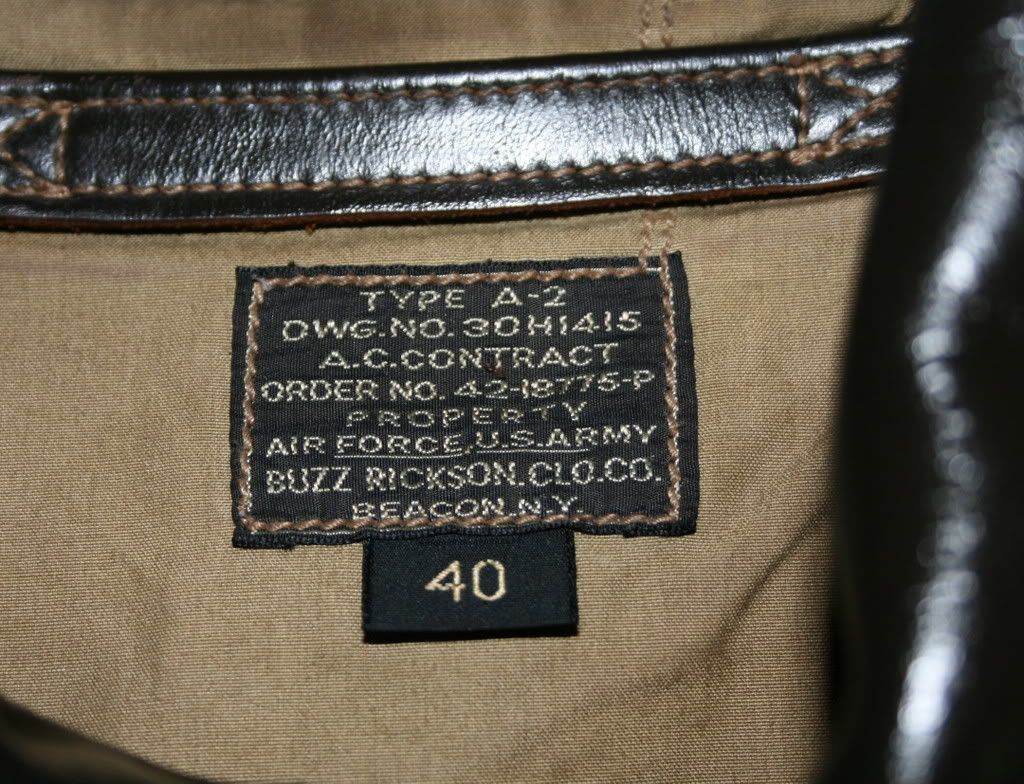 TYPE A-2
DWG.NO.30H1415
A.C.CONTRACT
ORDER NO. 42-18775-P
PROPERTY
AIR FORCE, U.S.ARMY
BUZZ RICKSON.CLO.CO.
BEACON.N.Y.
40